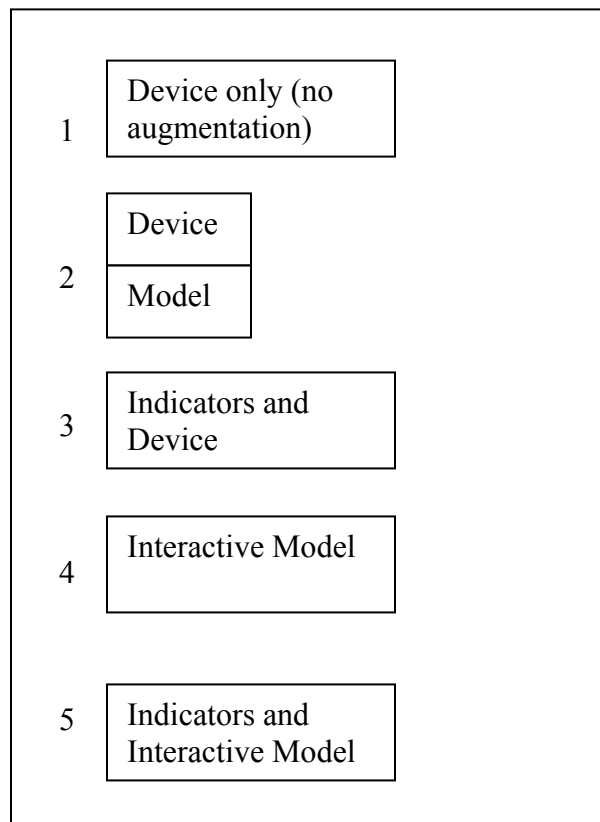 1
Device only (no
augmentation)
2
Device
Model
3
Indicators and
Device
4
Interactive Model
5
Indicators and
Interactive Model